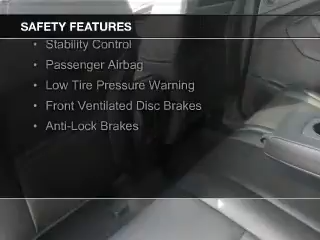 SAFETY FEATURES
• Stability Control
• Passenger Airbag
• Low Tire Pressure Warning
• Front Ventilated Disc Brakes
• Anti-Lock Brakes